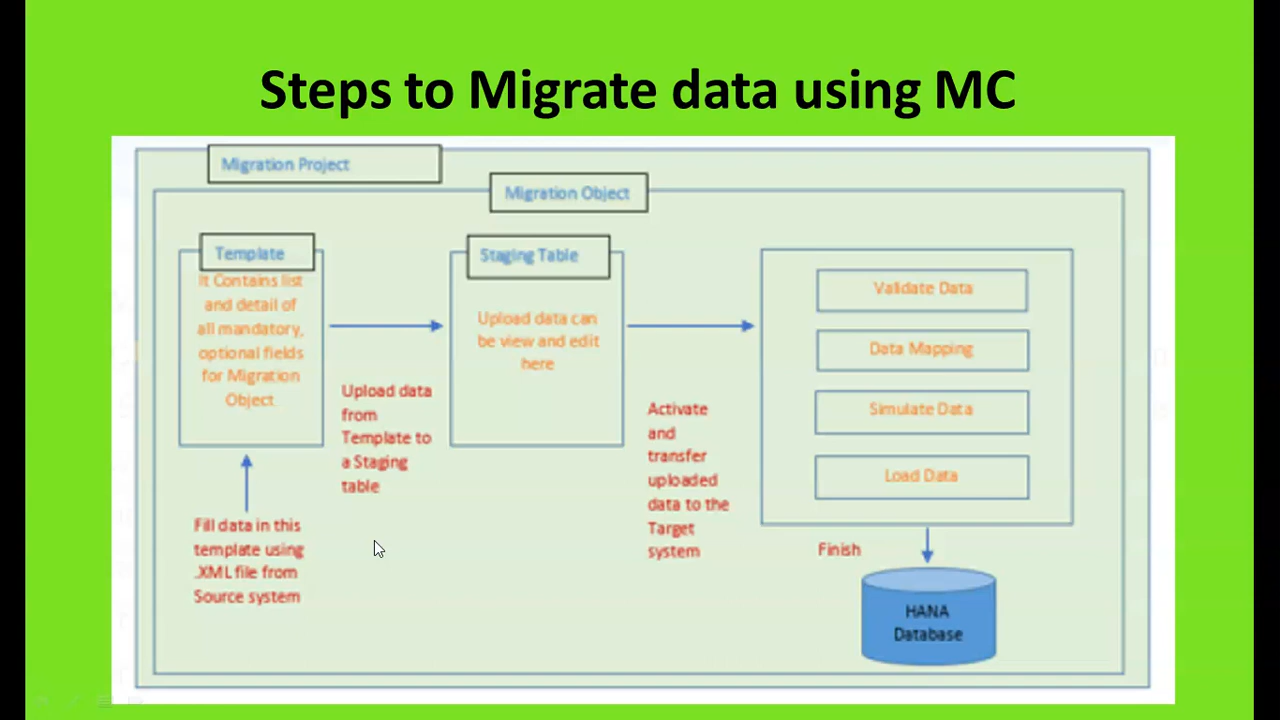 Steps to Migrate data using MC
Migration Project
Migration Object
Template
It Contains list
and detail of
all mandatory,
optional fields
for Migration
Object
Fill data in this
template using
.XML file from
Source system
Upload data
from
Template to
a Staging
table
Staging Table
Upload data can
be view and edit
here
Activate
and
transfer
uploaded
data to the
Target
system
Validate Data
Data Mapping
Simulate Data
Load Data
Finish
HANA
Database